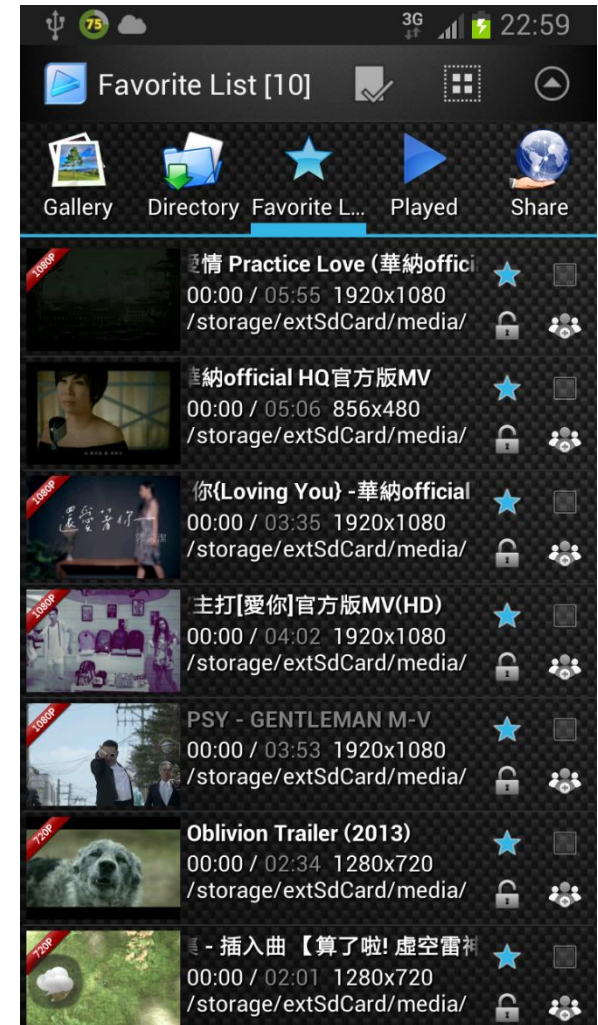 75
3G
22:59
Favorite List [10]
Gallery
Directory
Favorite L...
Played
Share
1080P
愛情 Practice Love (華納offici
00:00 / 05:55 1920x1080
/storage/extSdCard/media/
華納official HQ官方版MV
00:00 / 05:06 856x480
/storage/extSdCard/media/
1080P
還愛著你
你{Loving You} -華納official
00:00 / 03:35 1920x1080
/storage/extSdCard/media/
1080P
主打[愛你]官方版MV(HD)
00:00 / 04:02 1920x1080
/storage/extSdCard/media/
1080P
PSY - GENTLEMAN M-V
00:00 / 03:53 1920x1080
/storage/extSdCard/media/
720P
Oblivion Trailer (2013)
00:00 / 02:34 1280x720
/storage/extSdCard/media/
720P
- 插入曲 【算了啦! 虛空雷神
00:00 / 02:01 1280x720
/storage/extSdCard/media/